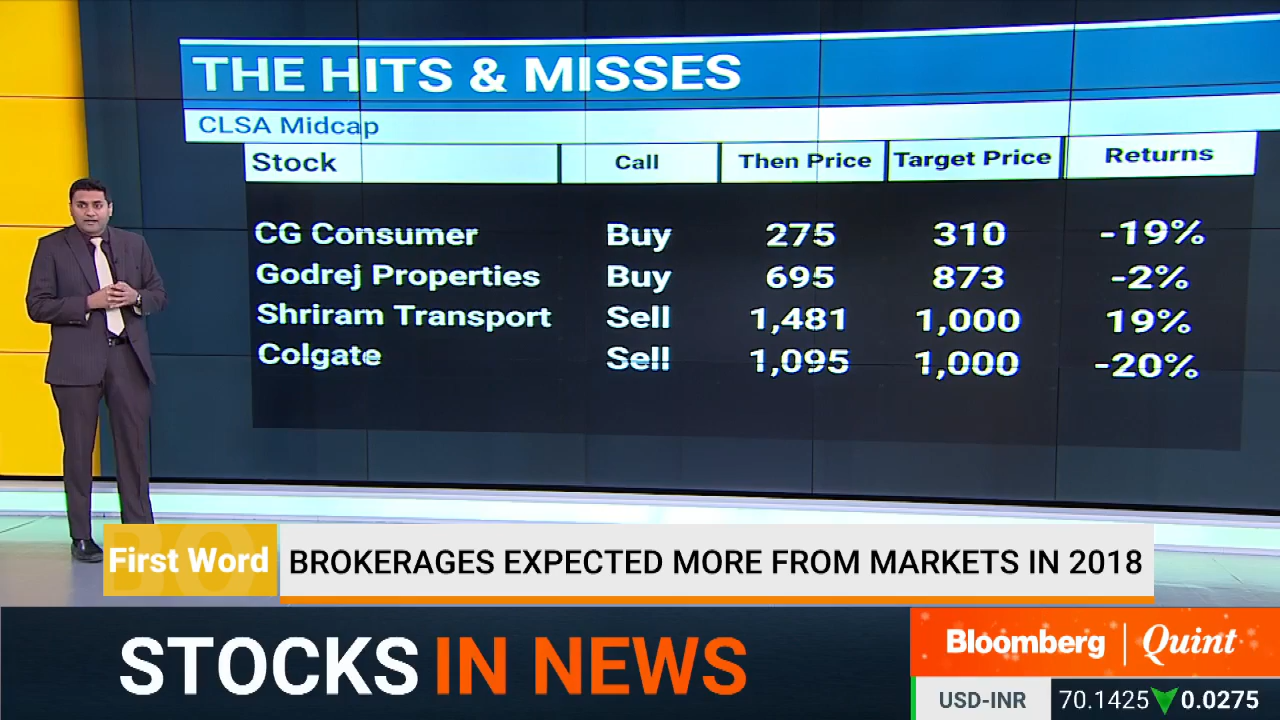 THE HITS & MISSES
CLSA Midcap
Stock Call Then Price Target Price Returns
CG Consumer Buy 275 310 -19%
Godrej Properties Buy 695 873 -2%
Shriram Transport Sell 1,481 1,000 19%
Colgate Sell 1,095 1,000 -20%
First Word BROKERAGES EXPECTED MORE FROM MARKETS IN 2018
STOCKS IN NEWS
Bloomberg | Quint
USD-INR 70.1425 0.0275